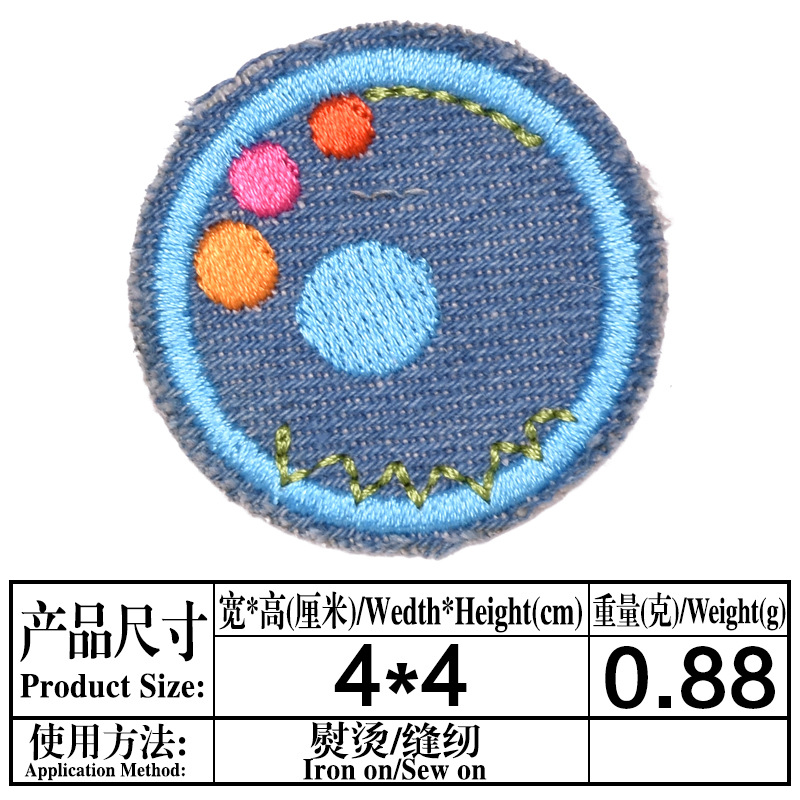 产品尺寸
Product Size:
宽*高(厘米)/Wedth*Height(cm)
重量(克)/Weight(g)
4*4
0.88
使用方法:
Application Method:
熨烫/缝纫
Iron on/Sew on